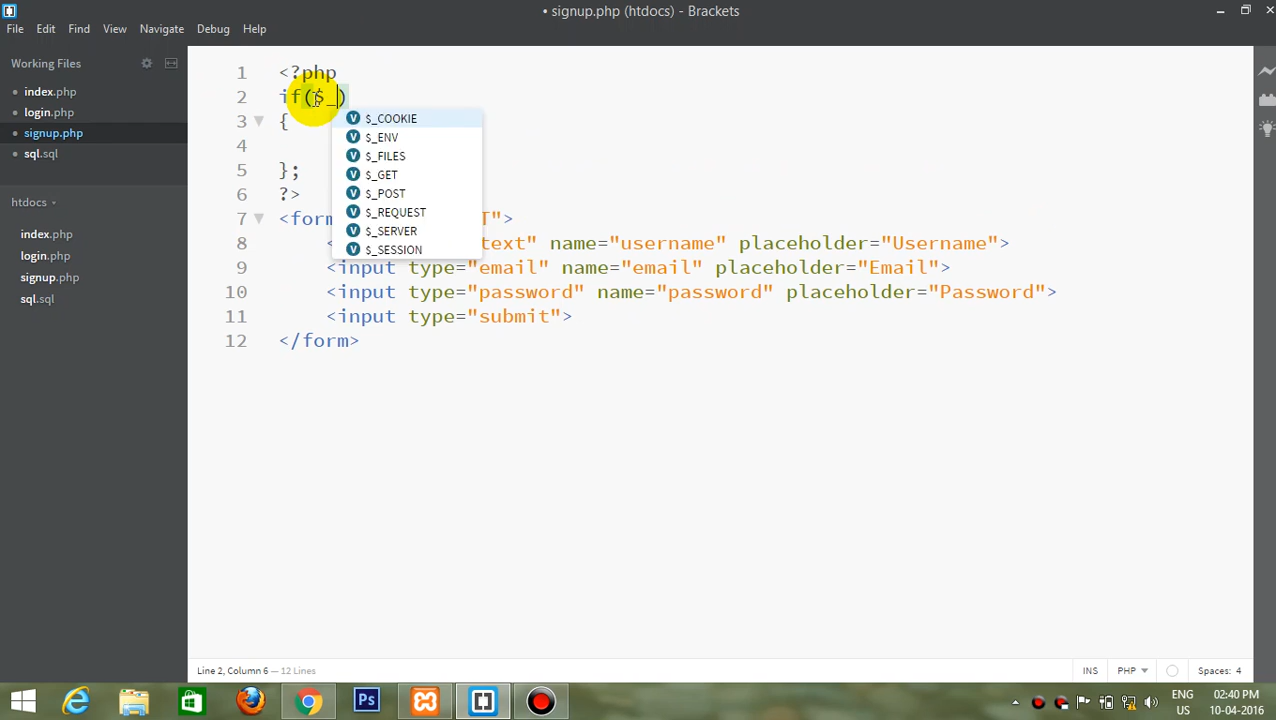 • signup.php (htdocs) - Brackets
File Edit Find View Navigate Debug Help
Working Files
index.php
login.php
signup.php
sql.sql
htdocs
index.php
login.php
signup.php
sql.sql
1 <?php
2 if($_)
3 {
4
5 };
6 ?>
7 <form T">
8 < text" name="username" placeholder="Username">
9 <input type="email" name="email" placeholder="Email">
10 <input type="password" name="password" placeholder="Password">
11 <input type="submit">
12 </form>
V $_COOKIE
V $_ENV
V $_FILES
V $_GET
V $_POST
V $_REQUEST
V $_SERVER
V $_SESSION
Line 2, Column 6 — 12 Lines
INS PHP Spaces: 4
Ps
ENG
US
02:40 PM
10-04-2016